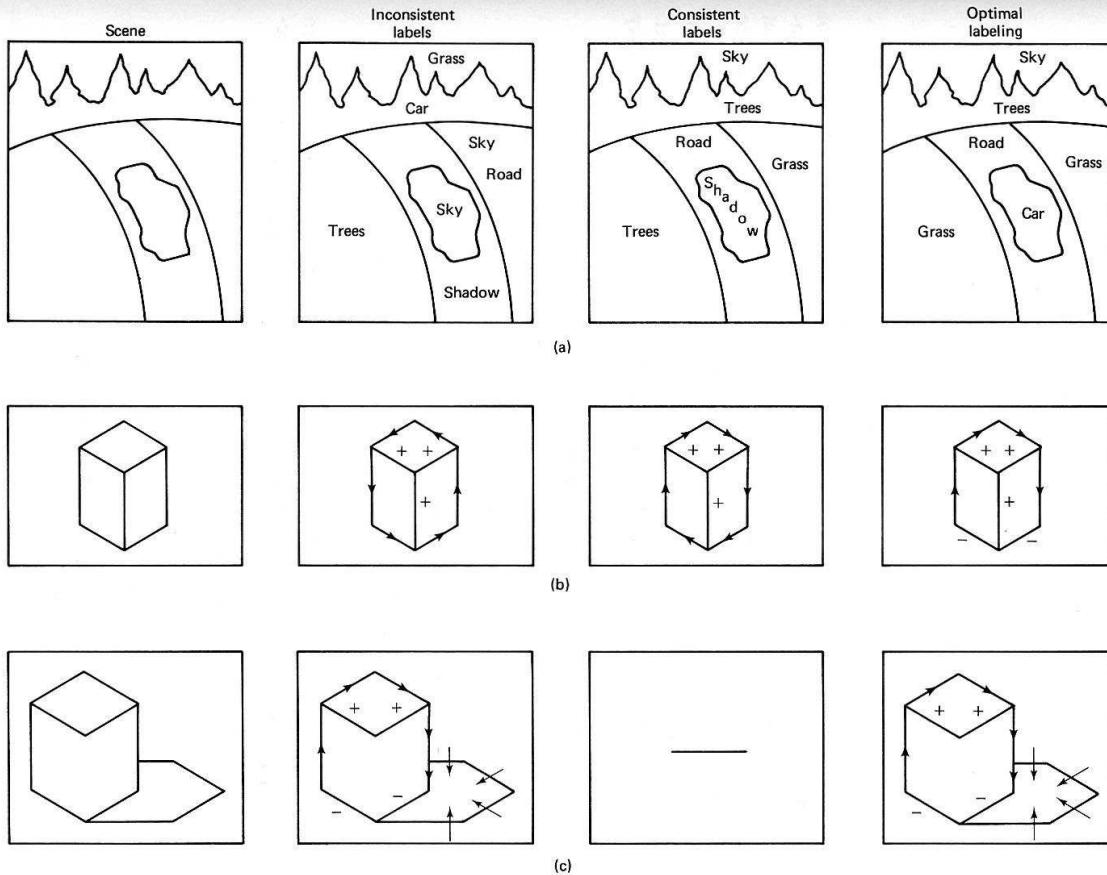 Scene
Inconsistent
labels
Consistent
labels
Optimal
labeling
Grass
Car
Sky
Road
Sky
Trees
Shadow
Sky
Trees
Road
Grass
Shadow
Trees
Sky
Trees
Road
Grass
Car
Grass
(a)
+ +
+
+ +
+
+ +
+
− −
(b)
+ +
− −
+ +
− −
(c)